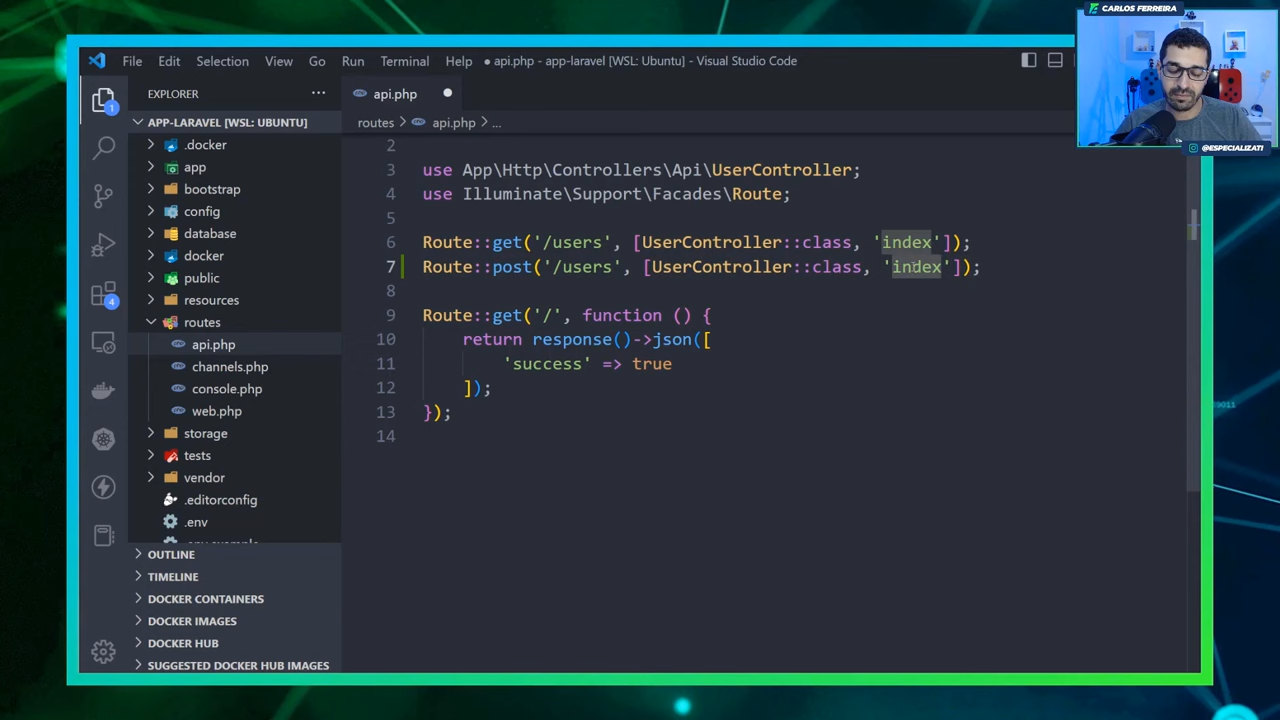 CARLOS FERREIRA
File Edit Selection View Go Run Terminal Help
● api.php - app-laravel [WSL: Ubuntu] - Visual Studio Code
EXPLORER
api.php
APP-LARAVEL [WSL: UBUNTU]
routes > api.php > ...
@ESPECIALIZATI
.docker
app
bootstrap
config
database
docker
public
resources
routes
api.php
channels.php
console.php
web.php
storage
tests
vendor
.editorconfig
.env
.env.example
OUTLINE
TIMELINE
DOCKER CONTAINERS
DOCKER IMAGES
DOCKER HUB
SUGGESTED DOCKER HUB IMAGES
1
4
2
3 use App\Http\Controllers\Api\UserController;
4 use Illuminate\Support\Facades\Route;
5
6 Route::get('/users', [UserController::class, 'index']);
7 Route::post('/users', [UserController::class, 'index']);
8
9 Route::get('/', function () {
10 return response()->json([
11 'success' => true
12 ]);
13 });
14